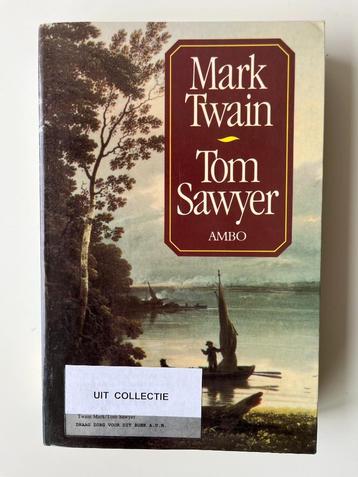 Mark
Twain
Tom
Sawyer
AMBO
UIT COLLECTIE
Twain Mark/Tom Sawyer
DRAAG ZORG VOOR DIT BOEK A.U.B.